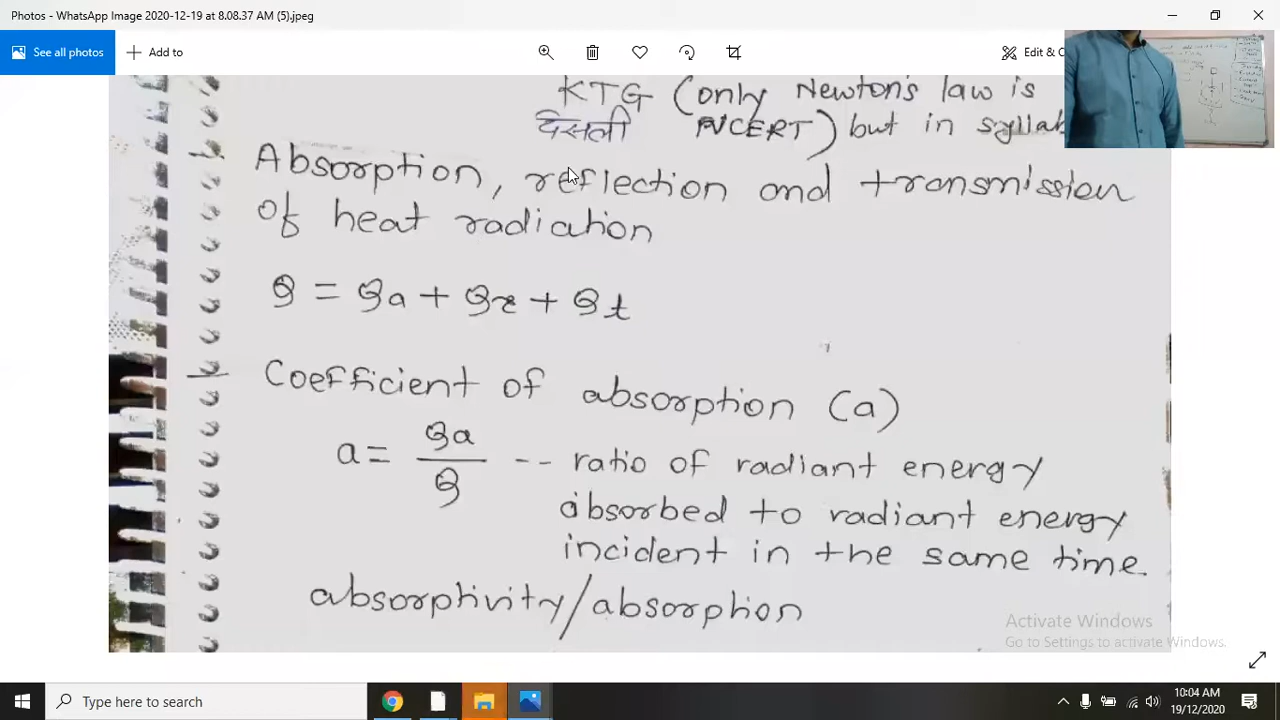 Photos - WhatsApp Image 2020-12-19 at 8.08.37 AM (5).jpeg
See all photos
Add to
Edit & C
KTG (only Newton's law is
NCERT) but in syllab
Absorption, reflection and transmission
of heat radiation
Q = Qa + Qr + Qt
Coefficient of absorption (a)
a = Qa/Q -- ratio of radiant energy
absorbed to radiant energy
incident in the same time.
absorptivity/absorption
Activate Windows
Go to Settings to activate Windows.
Type here to search
10:04 AM
19/12/2020